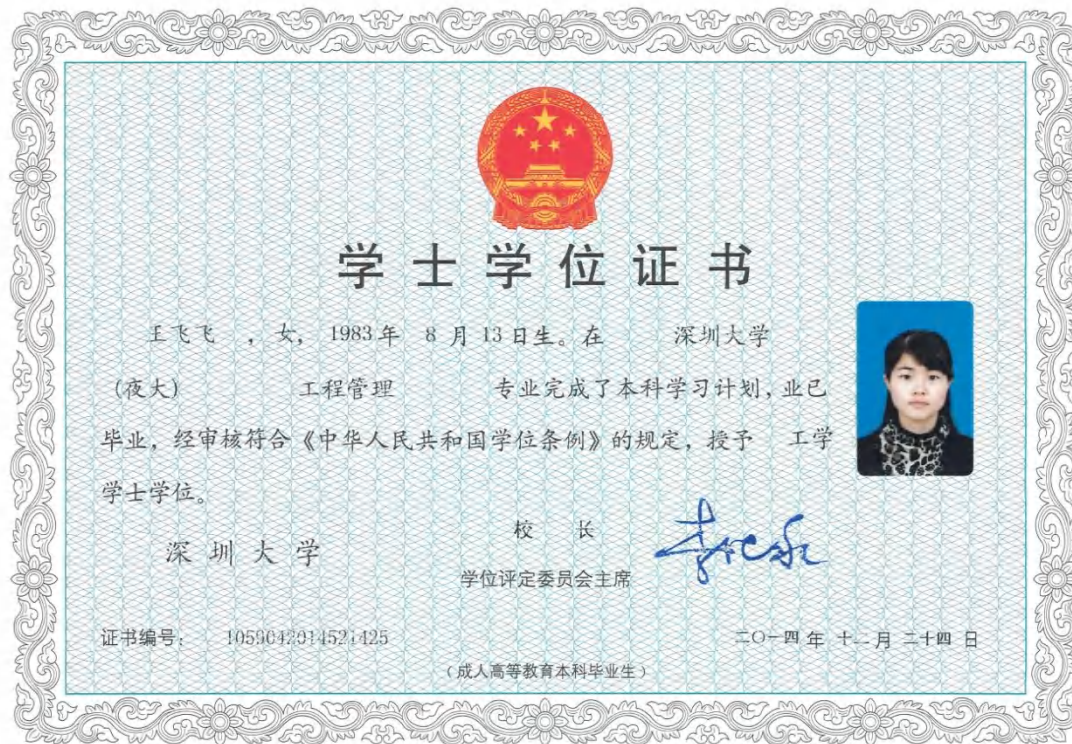 学士学位证书
王飞飞 ,女, 1983年 8月13日生。在 深圳大学
(夜大) 工程管理 专业完成了本科学习计划,业已
毕业,经审核符合《中华人民共和国学位条例》的规定,授予 工学
学士学位。
校 长
深圳大学
学位评定委员会主席
证书编号: 1059042014521425
二〇一四年 十二月 二十四日
(成人高等教育本科毕业生)